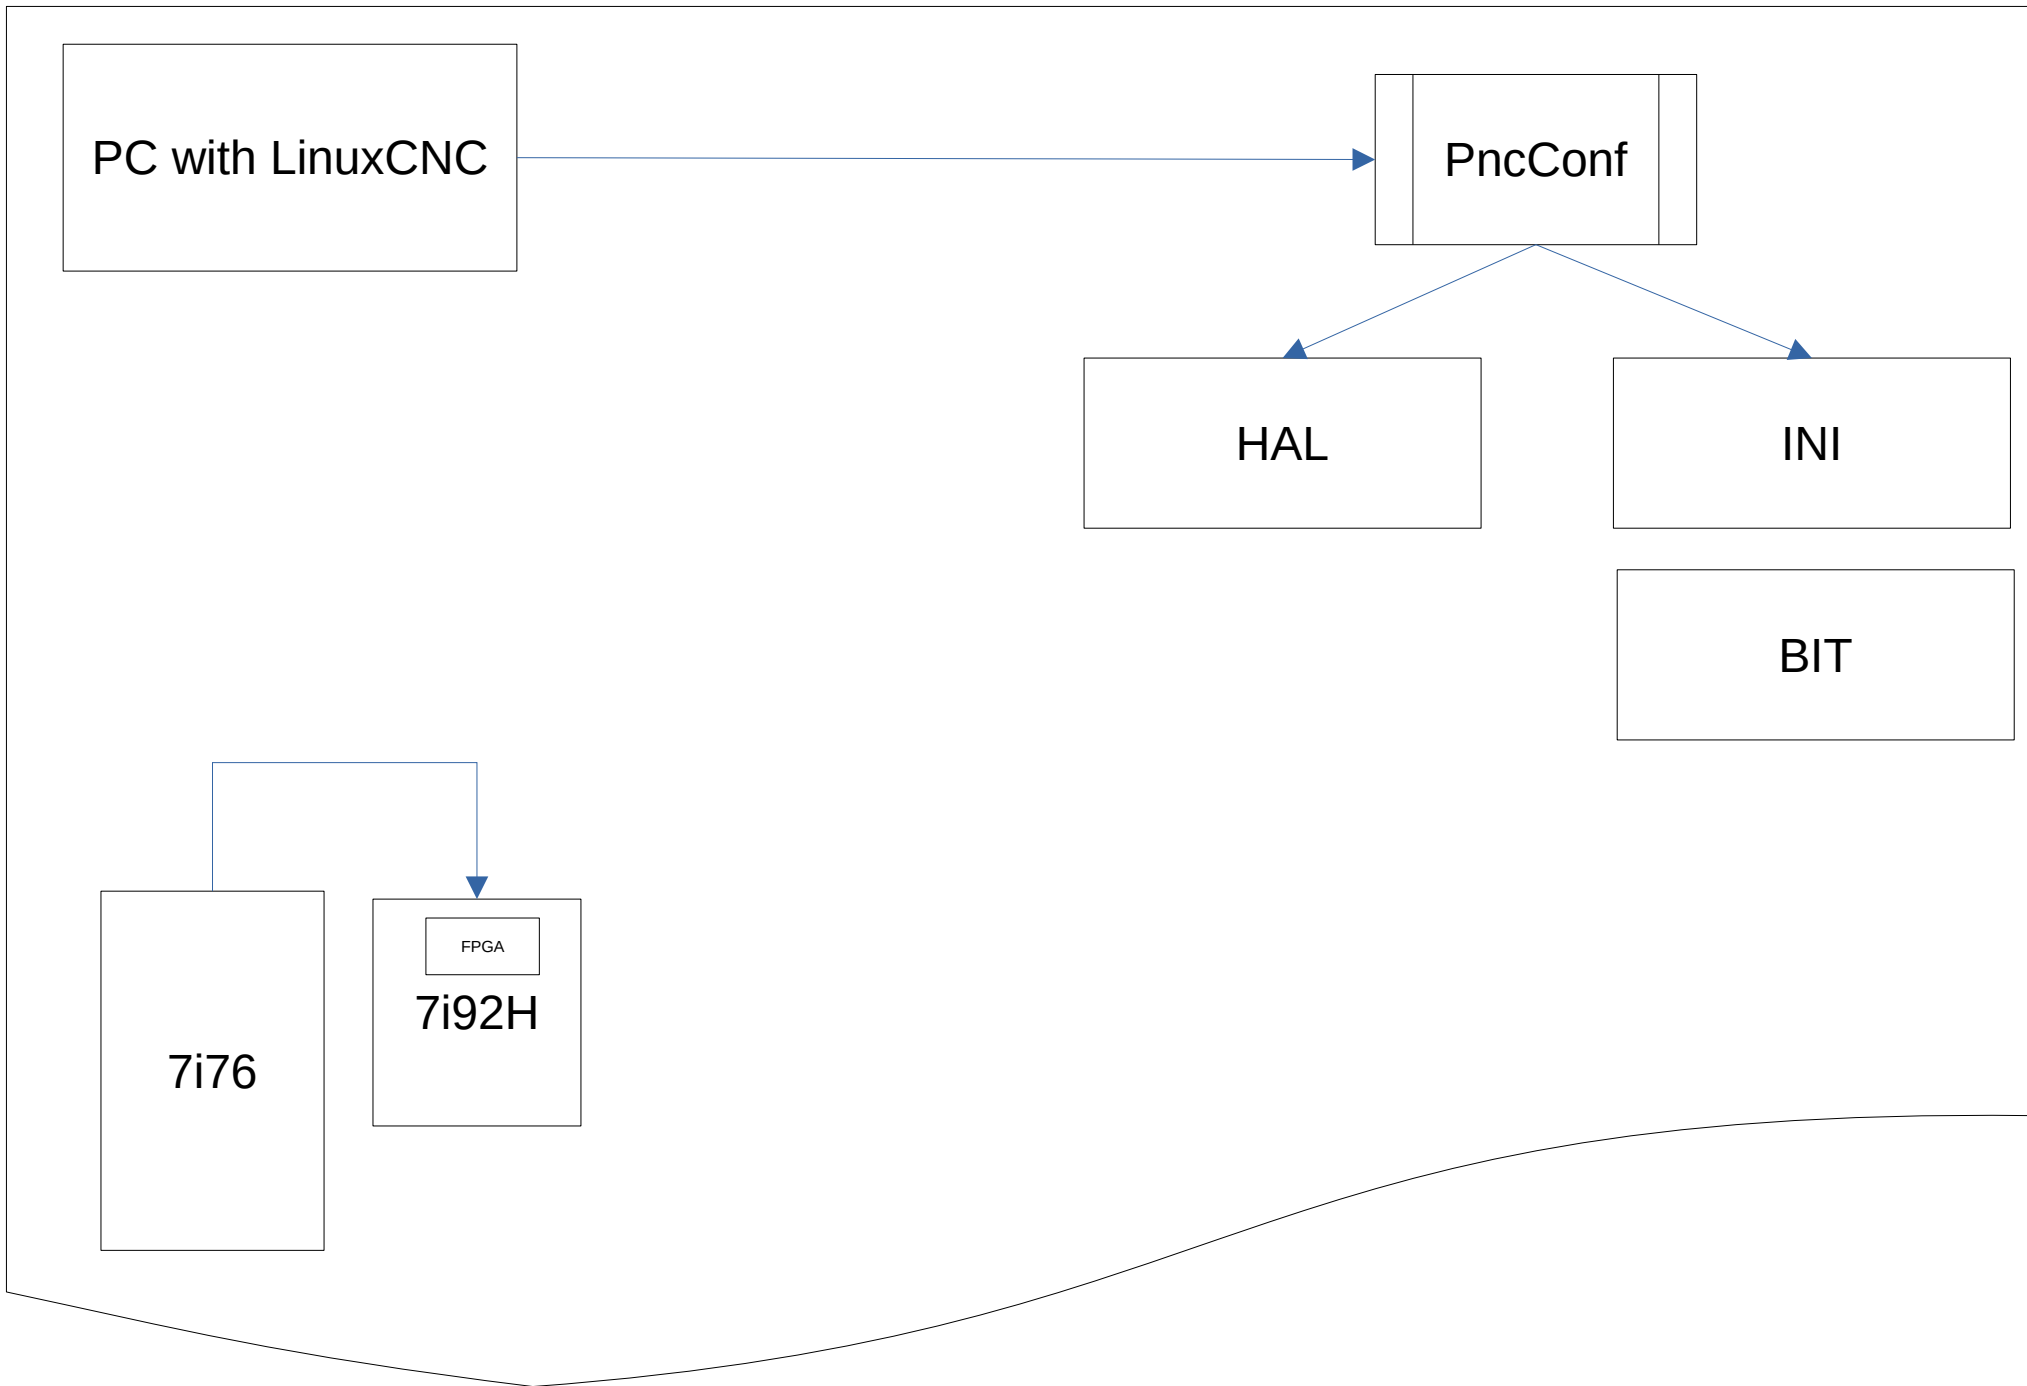 PC with LinuxCNC
PncConf
HAL
INI
BIT
FPGA
7i92H
7i76